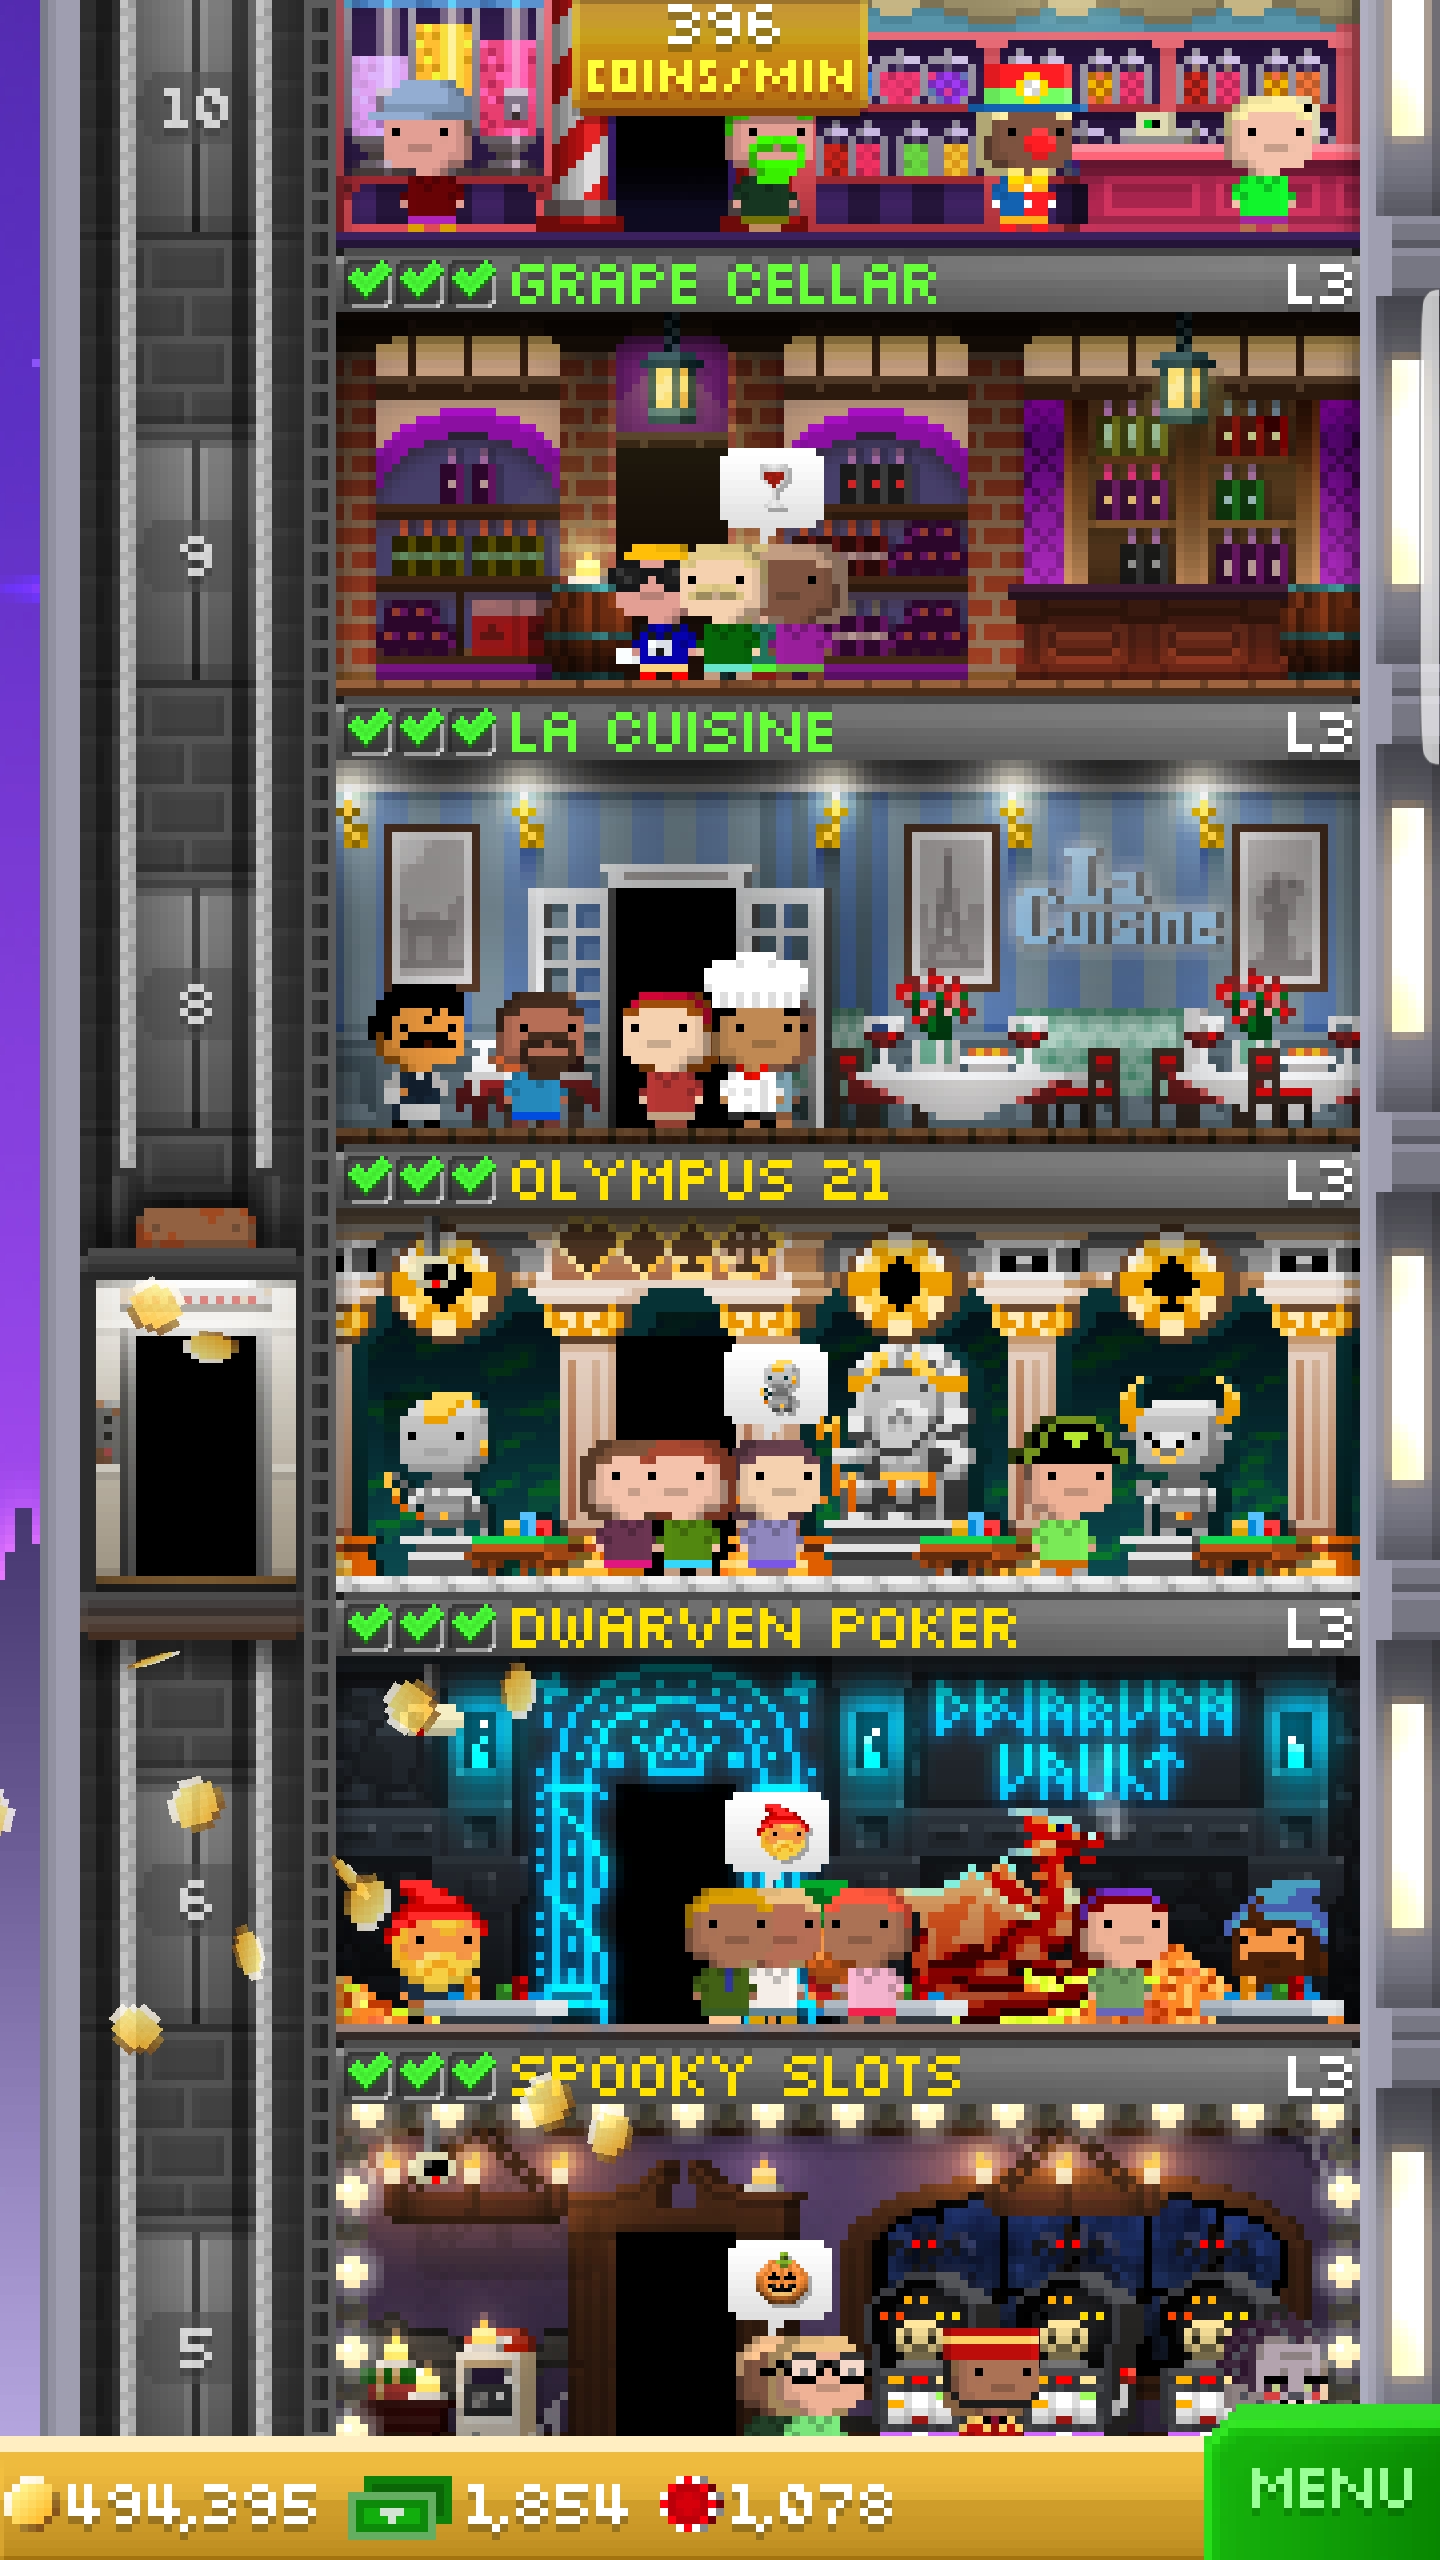 396
COINS/MIN
10
GRAPE CELLAR L3
9
LA CUISINE L3
La
Cuisine
8
OLYMPUS 21 L3
DWARVEN POKER L3
DWARVEN
VAULT
6
SPOOKY SLOTS L3
5
494,395 1,854 1,078
MENU